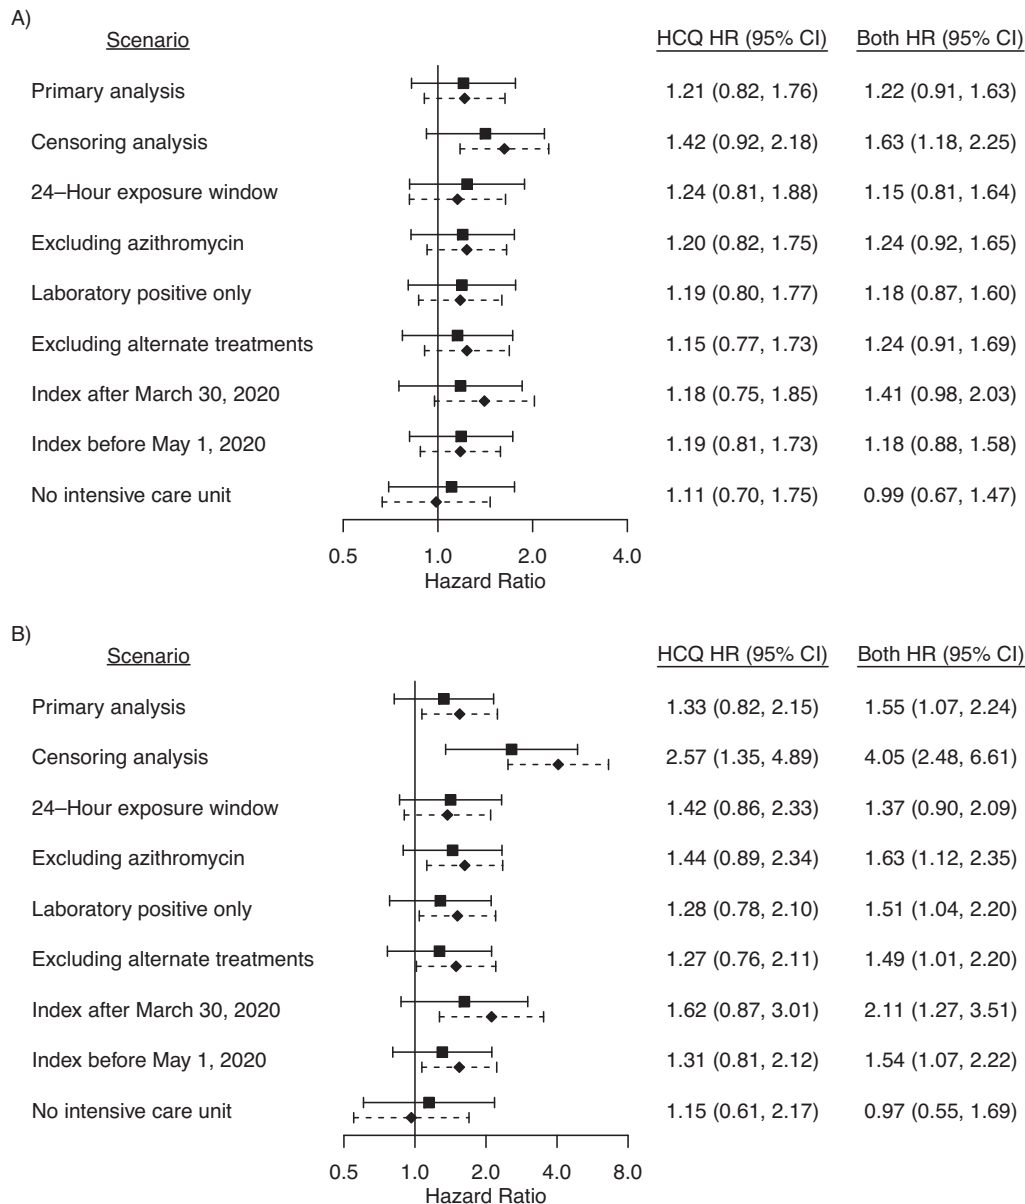 A)
Scenario HCQ HR (95% CI) Both HR (95% CI)
Primary analysis 1.21 (0.82, 1.76) 1.22 (0.91, 1.63)
Censoring analysis 1.42 (0.92, 2.18) 1.63 (1.18, 2.25)
24–Hour exposure window 1.24 (0.81, 1.88) 1.15 (0.81, 1.64)
Excluding azithromycin 1.20 (0.82, 1.75) 1.24 (0.92, 1.65)
Laboratory positive only 1.19 (0.80, 1.77) 1.18 (0.87, 1.60)
Excluding alternate treatments 1.15 (0.77, 1.73) 1.24 (0.91, 1.69)
Index after March 30, 2020 1.18 (0.75, 1.85) 1.41 (0.98, 2.03)
Index before May 1, 2020 1.19 (0.81, 1.73) 1.18 (0.88, 1.58)
No intensive care unit 1.11 (0.70, 1.75) 0.99 (0.67, 1.47)
0.5 1.0 2.0 4.0
Hazard Ratio
B)
Scenario HCQ HR (95% CI) Both HR (95% CI)
Primary analysis 1.33 (0.82, 2.15) 1.55 (1.07, 2.24)
Censoring analysis 2.57 (1.35, 4.89) 4.05 (2.48, 6.61)
24–Hour exposure window 1.42 (0.86, 2.33) 1.37 (0.90, 2.09)
Excluding azithromycin 1.44 (0.89, 2.34) 1.63 (1.12, 2.35)
Laboratory positive only 1.28 (0.78, 2.10) 1.51 (1.04, 2.20)
Excluding alternate treatments 1.27 (0.76, 2.11) 1.49 (1.01, 2.20)
Index after March 30, 2020 1.62 (0.87, 3.01) 2.11 (1.27, 3.51)
Index before May 1, 2020 1.31 (0.81, 2.12) 1.54 (1.07, 2.22)
No intensive care unit 1.15 (0.61, 2.17) 0.97 (0.55, 1.69)
0.5 1.0 2.0 4.0 8.0
Hazard Ratio